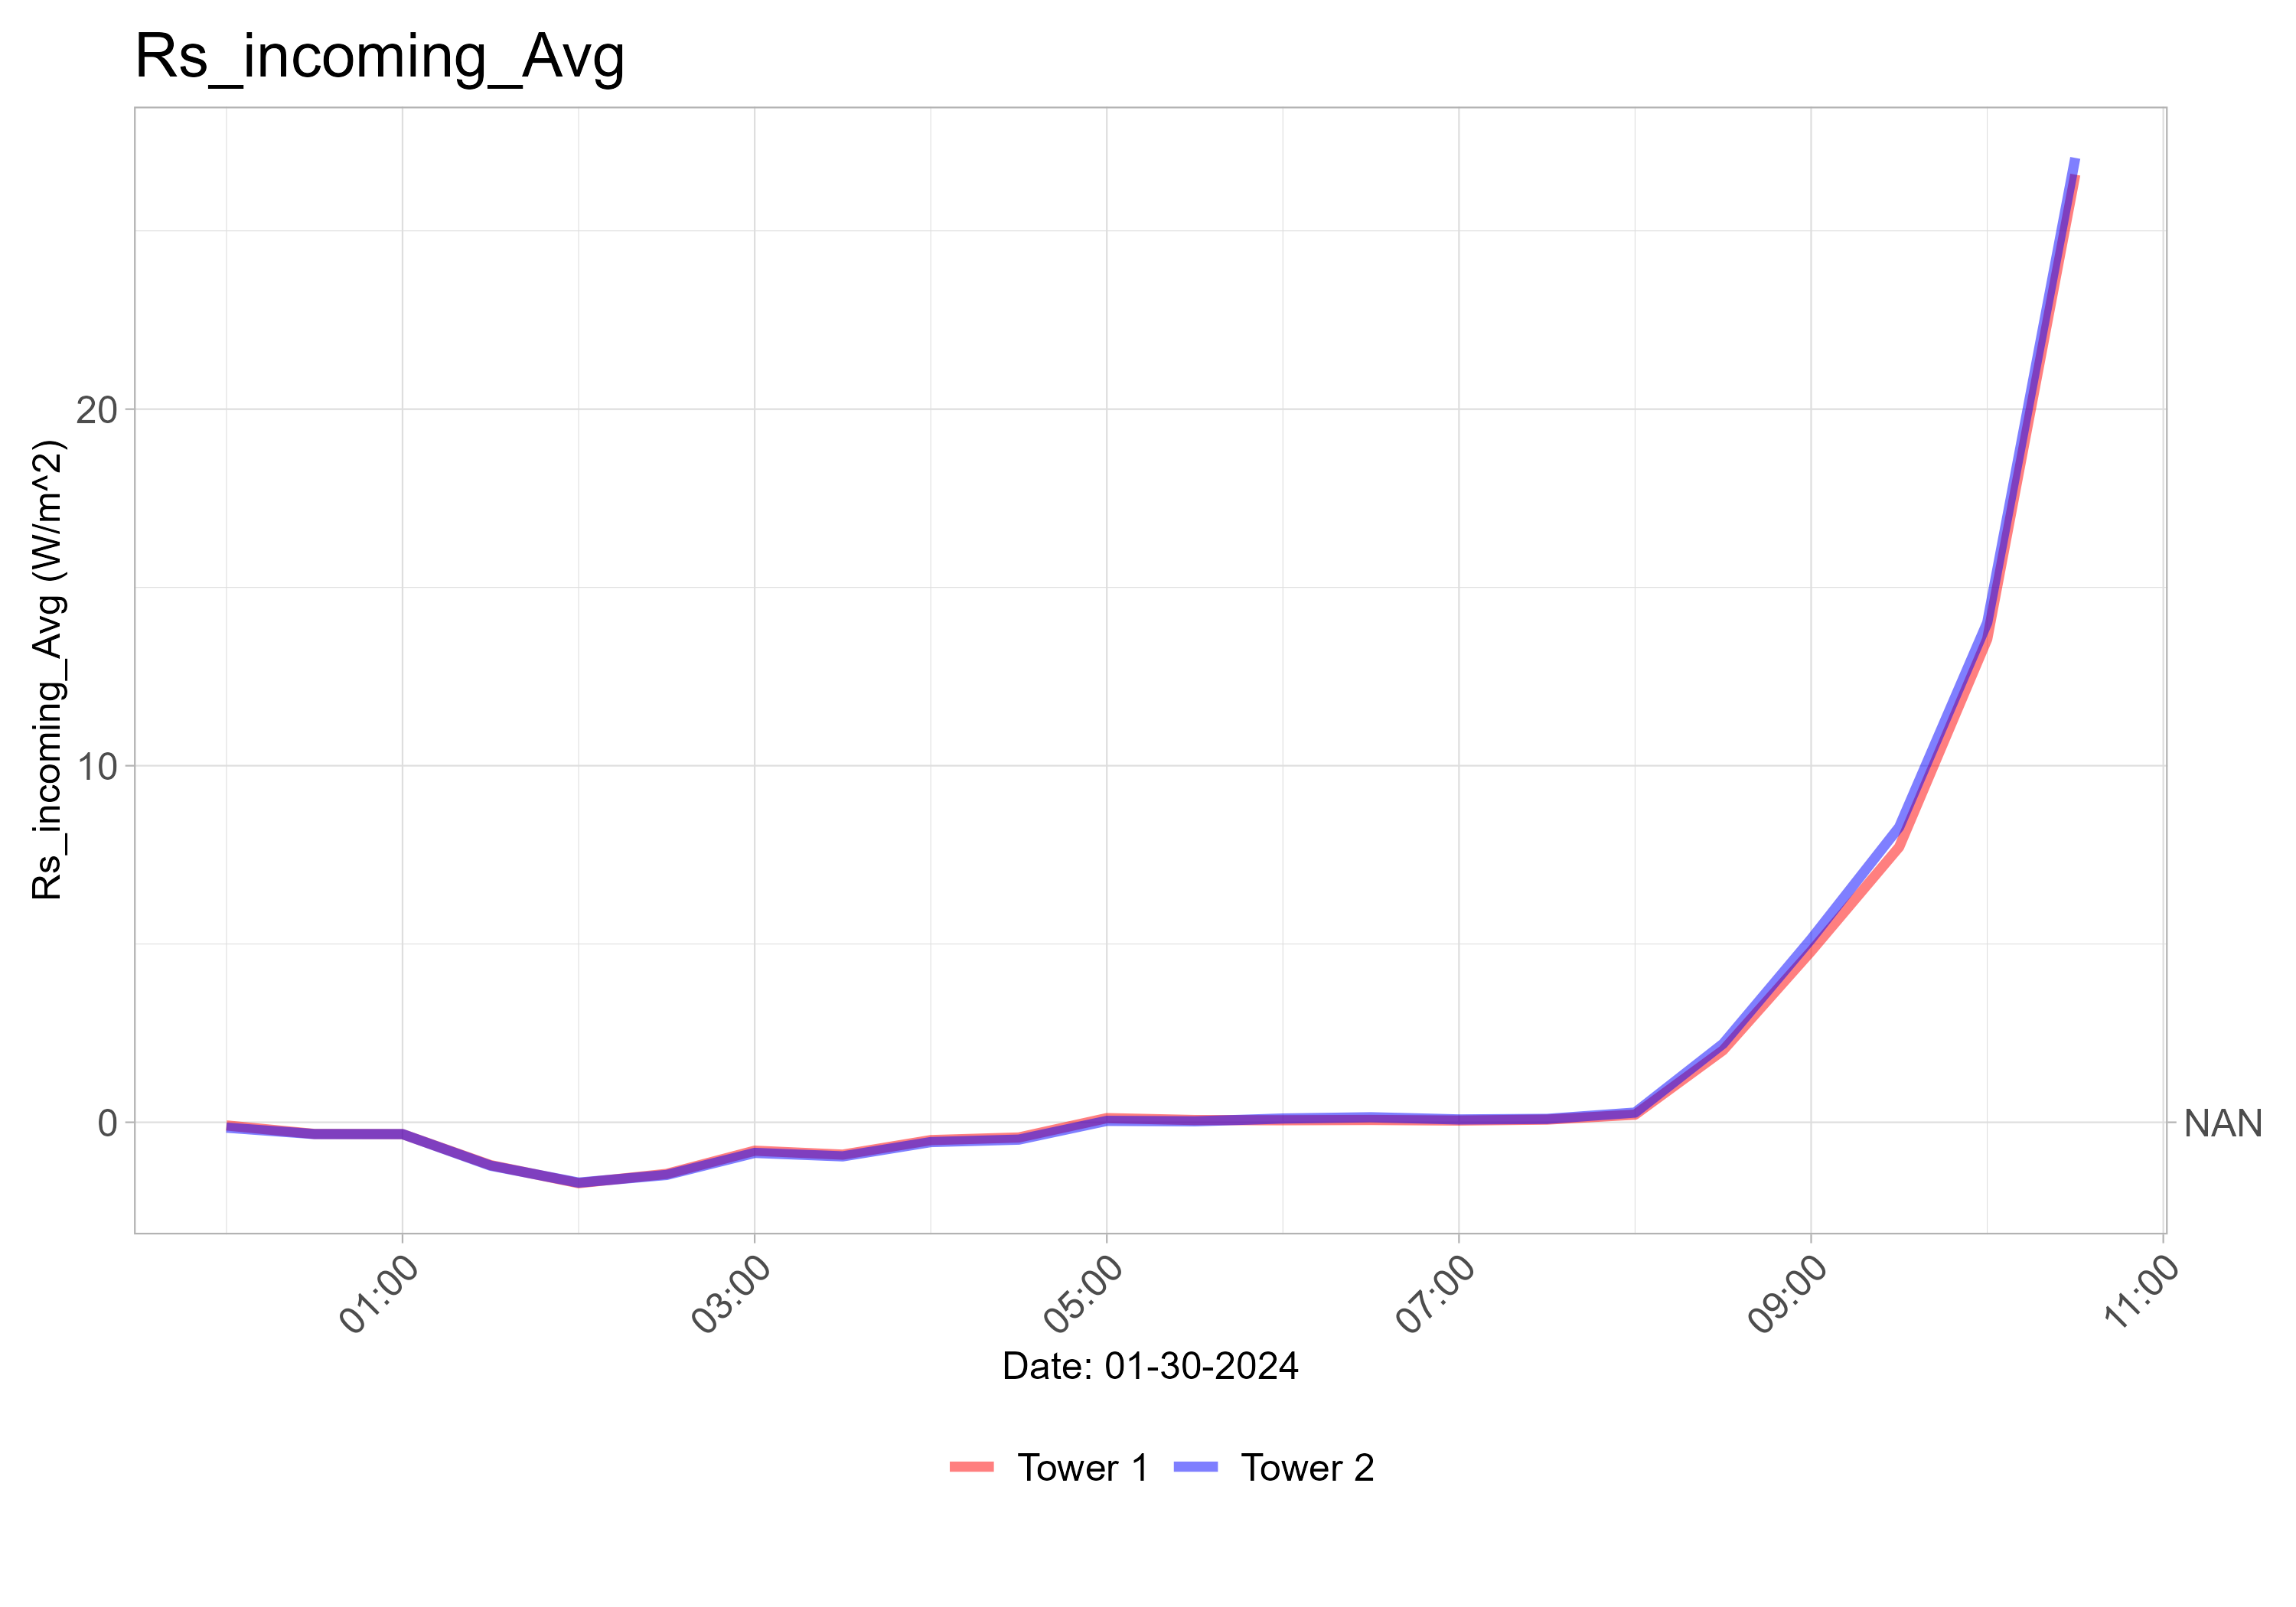 Rs_incoming_Avg
Rs_incoming_Avg (W/m^2)
20
10
0
NAN
01:00
03:00
05:00
07:00
09:00
11:00
Date: 01-30-2024
Tower 1
Tower 2